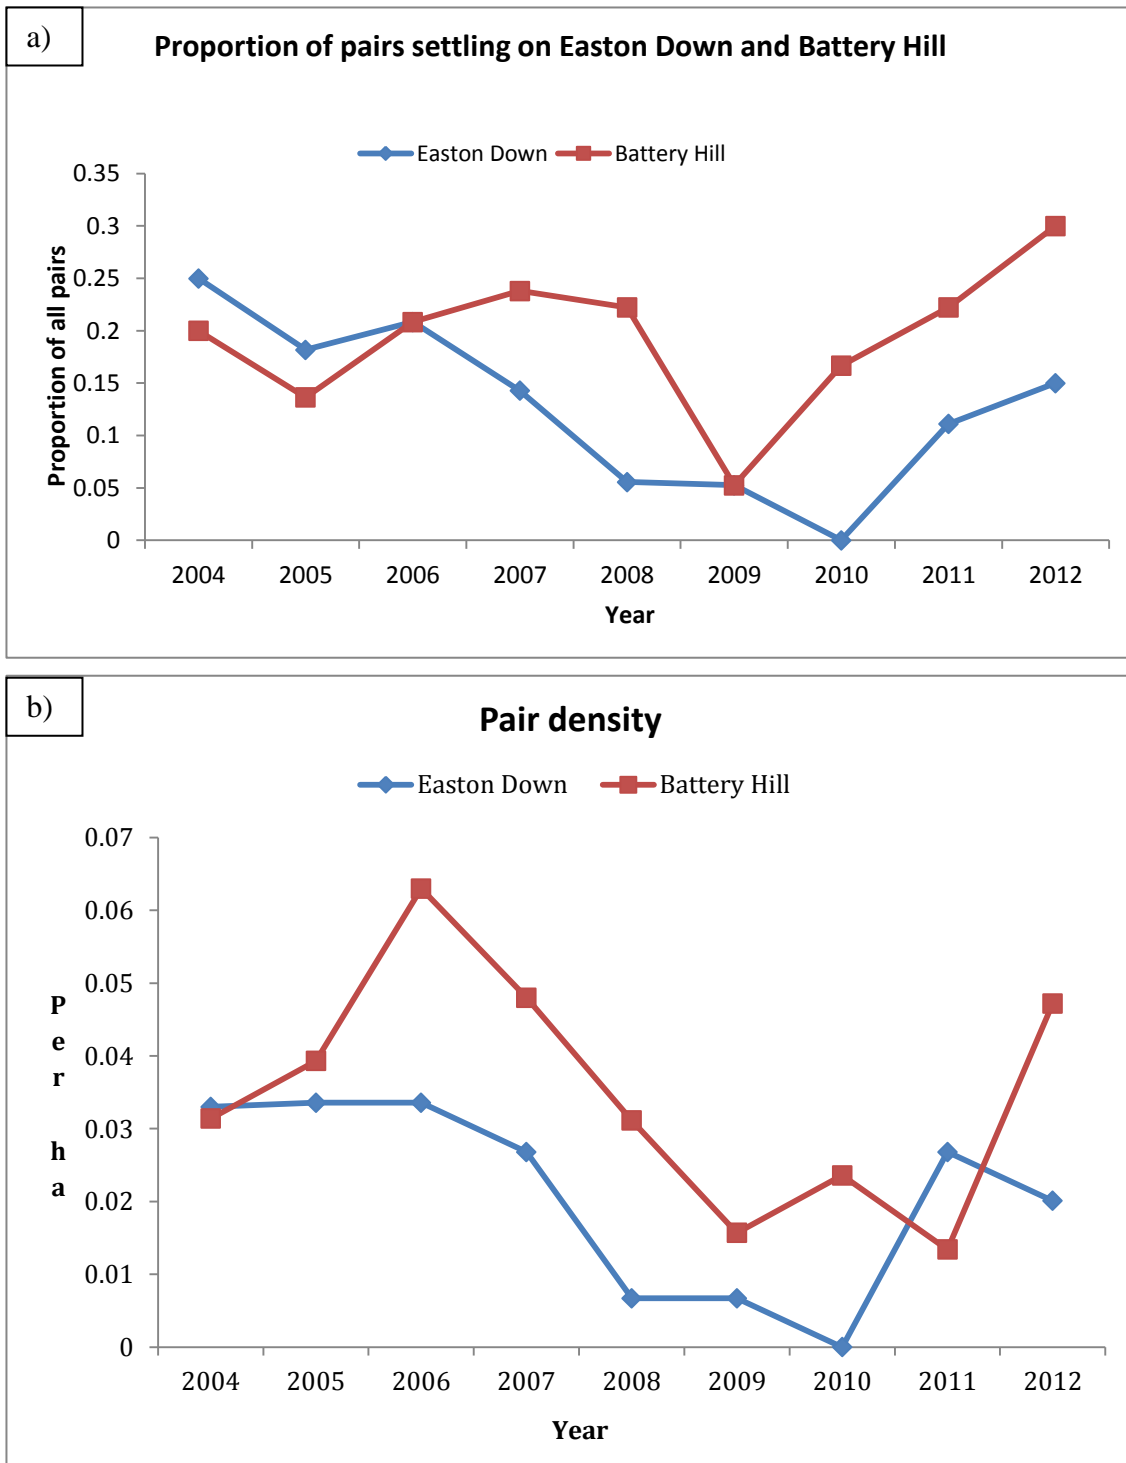 a)
Proportion of pairs settling on Easton Down and Battery Hill
Easton Down Battery Hill
Proportion of all pairs
0.35
0.3
0.25
0.2
0.15
0.1
0.05
0
2004 2005 2006 2007 2008 2009 2010 2011 2012
Year
b)
Pair density
Easton Down Battery Hill
Per ha
0.07
0.06
0.05
0.04
0.03
0.02
0.01
0
2004 2005 2006 2007 2008 2009 2010 2011 2012
Year